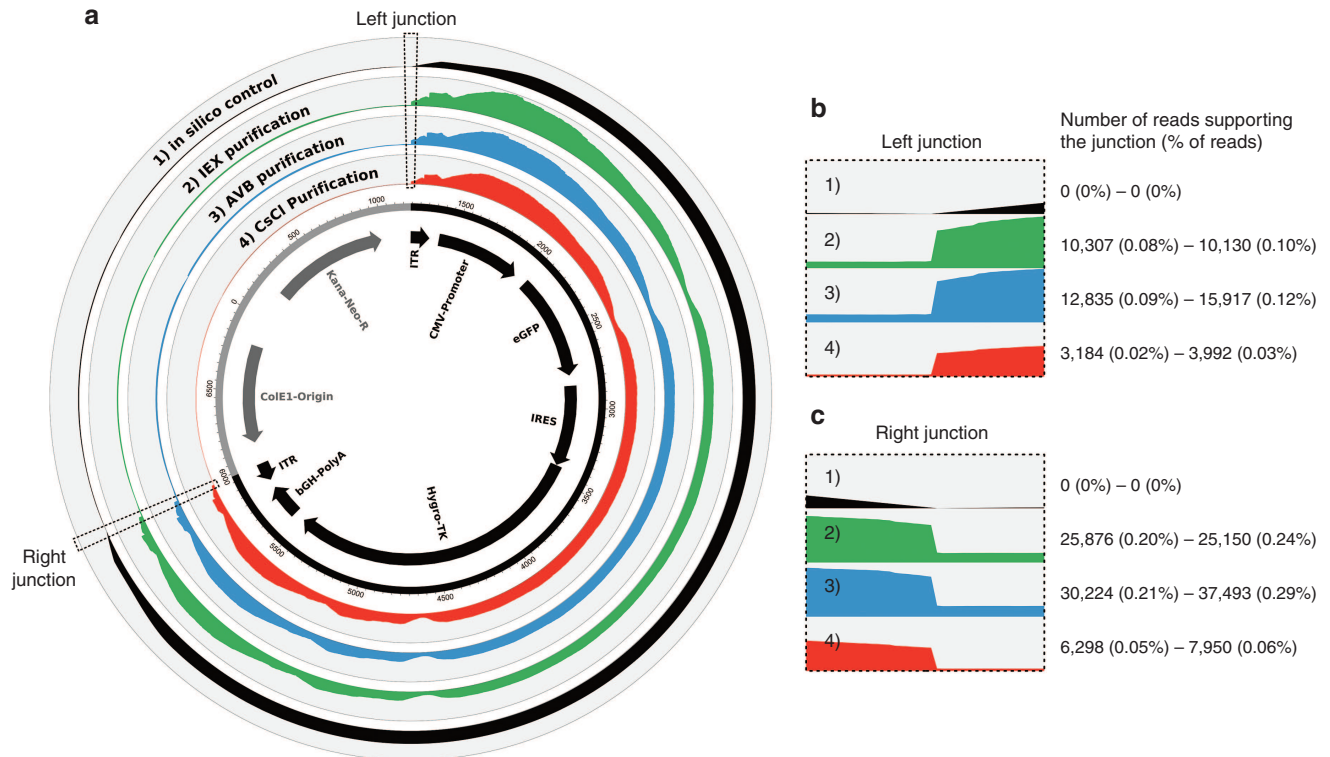 a
Left junction
1) in silico control
2) IEX purification
3) AVB purification
4) CsCl Purification
0
500
1000
1500
2000
2500
3000
3500
4000
4500
5000
5500
6000
6500
ITR
CMV-Promoter
eGFP
IRES
Hygro-TK
bGH-PolyA
ITR
ColE1-Origin
Kana-Neo-R
Right
junction
b
Left junction
Number of reads supporting
the junction (% of reads)
1)
0 (0%) – 0 (0%)
2)
10,307 (0.08%) – 10,130 (0.10%)
3)
12,835 (0.09%) – 15,917 (0.12%)
4)
3,184 (0.02%) – 3,992 (0.03%)
c
Right junction
1)
0 (0%) – 0 (0%)
2)
25,876 (0.20%) – 25,150 (0.24%)
3)
30,224 (0.21%) – 37,493 (0.29%)
4)
6,298 (0.05%) – 7,950 (0.06%)